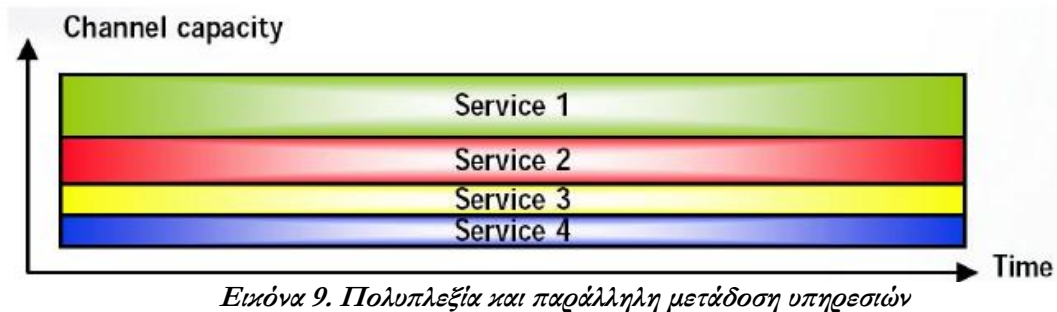 Channel capacity
Service 1
Service 2
Service 3
Service 4
Time
Εικόνα 9. Πολυπλεξία και παράλληλη μετάδοση υπηρεσιών